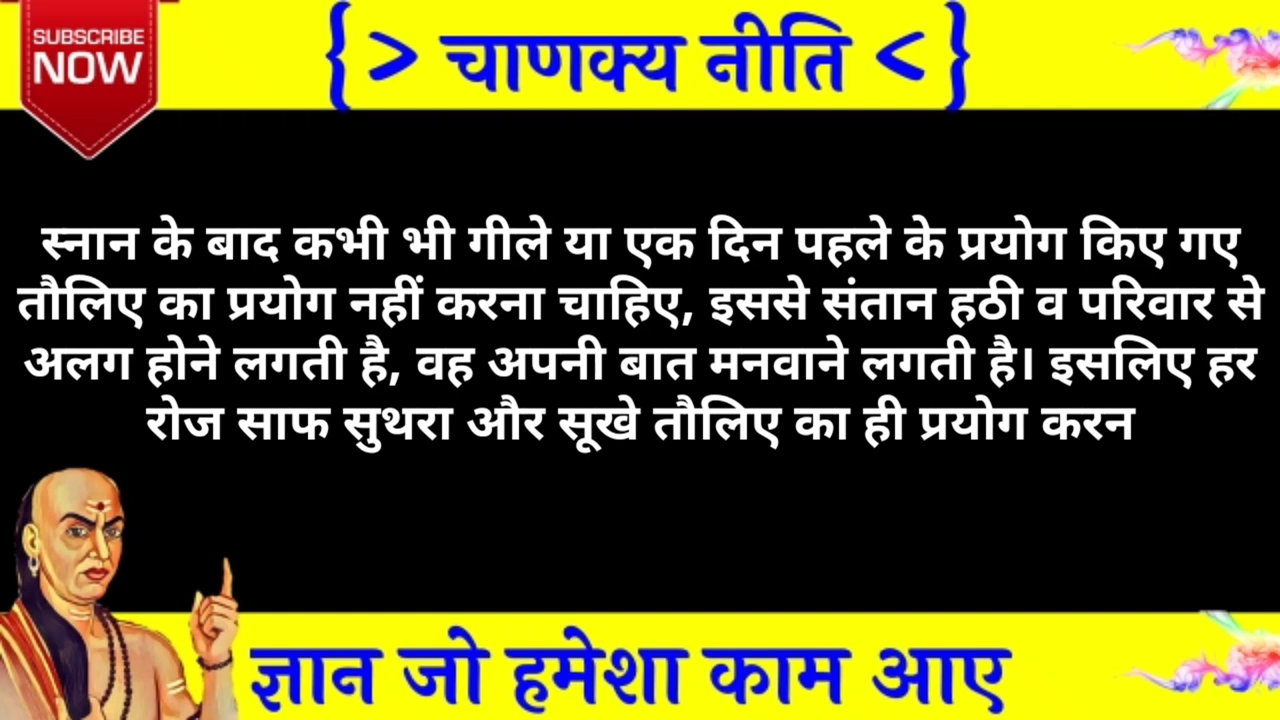 SUBSCRIBE
NOW
{> चाणक्य नीति <}
स्नान के बाद कभी भी गीले या एक दिन पहले के प्रयोग किए गए
तौलिए का प्रयोग नहीं करना चाहिए, इससे संतान हठी व परिवार से
अलग होने लगती है, वह अपनी बात मनवाने लगती है। इसलिए हर
रोज साफ सुथरा और सूखे तौलिए का ही प्रयोग करन
ज्ञान जो हमेशा काम आए